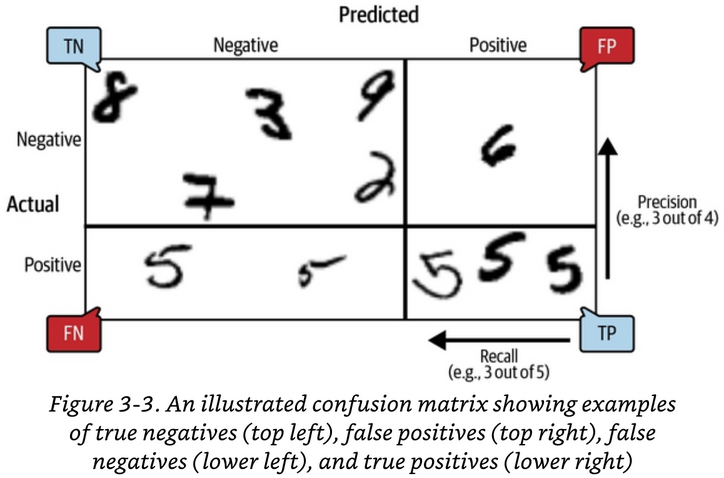 Predicted
TN
Negative
Positive
FP
8 3 9
Negative
6
7 2
Actual
Precision
(e.g., 3 out of 4)
Positive
5 5 5 5 5
FN
TP
Recall
(e.g., 3 out of 5)
Figure 3-3. An illustrated confusion matrix showing examples
of true negatives (top left), false positives (top right), false
negatives (lower left), and true positives (lower right)